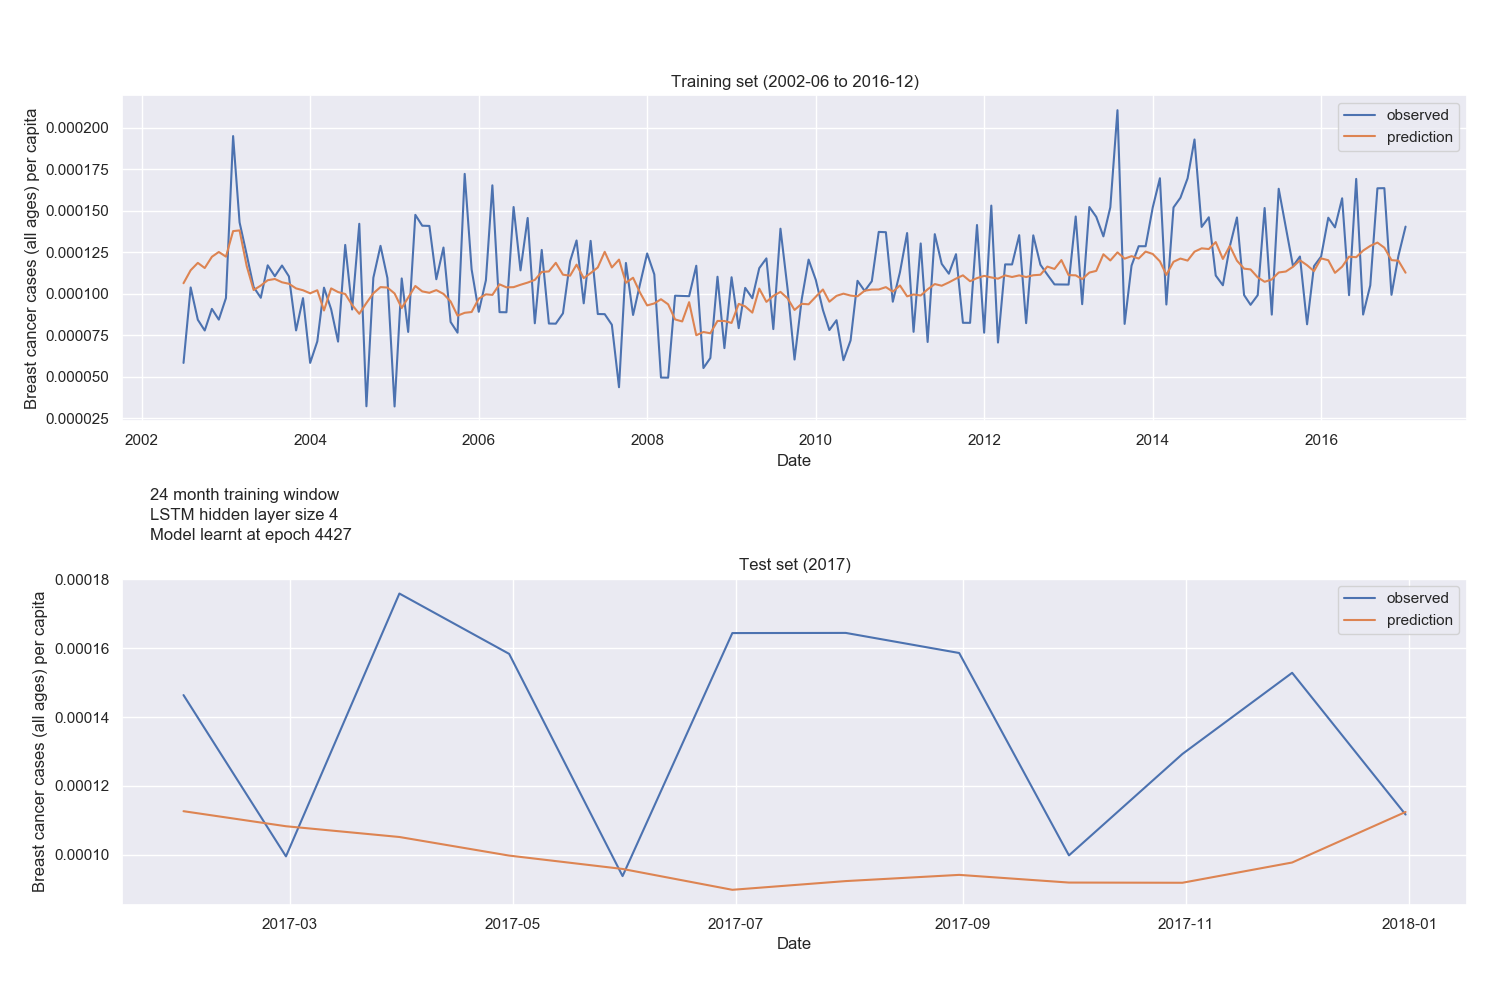 Training set (2002-06 to 2016-12)
Breast cancer cases (all ages) per capita
0.000200
0.000175
0.000150
0.000125
0.000100
0.000075
0.000050
0.000025
observed
prediction
2002 2004 2006 2008 2010 2012 2014 2016
Date
24 month training window
LSTM hidden layer size 4
Model learnt at epoch 4427
Test set (2017)
Breast cancer cases (all ages) per capita
0.00018
0.00016
0.00014
0.00012
0.00010
observed
prediction
2017-03 2017-05 2017-07 2017-09 2017-11 2018-01
Date